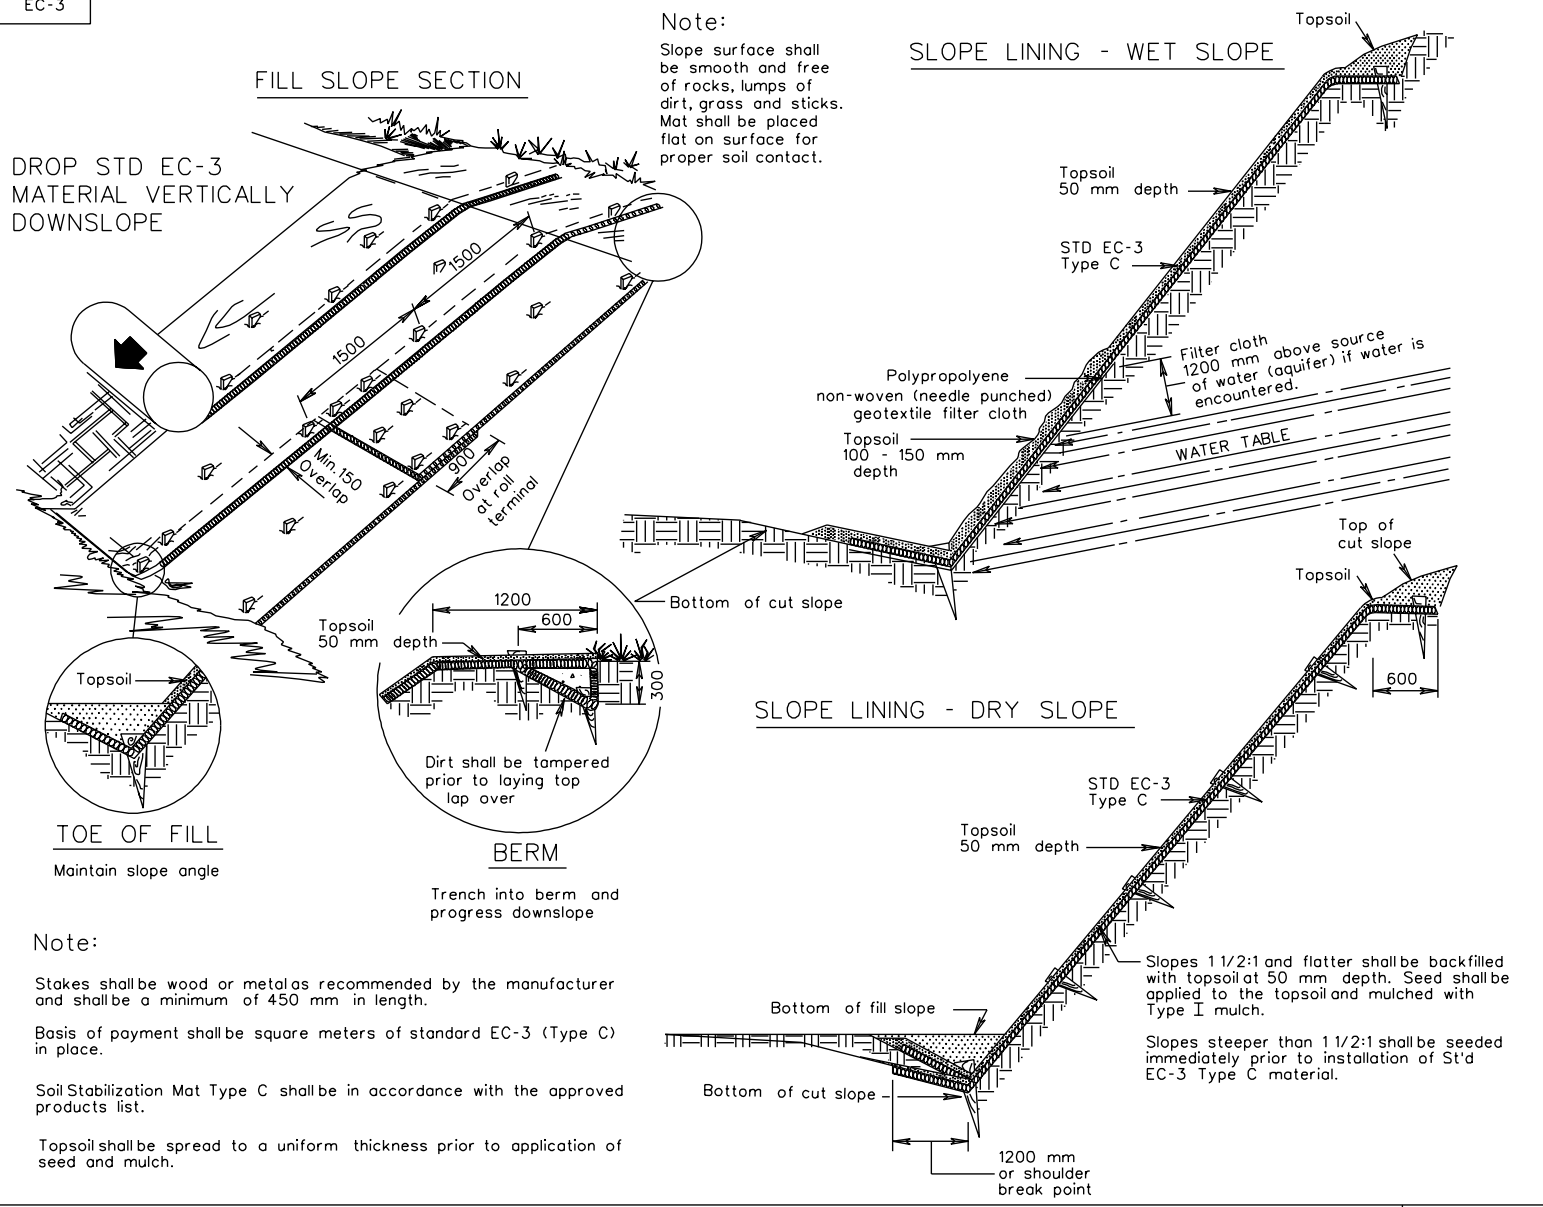 EC-3
FILL SLOPE SECTION
DROP STD EC-3
MATERIAL VERTICALLY
DOWNSLOPE
1500
1500
Min. 150
Overlap
900
Overlap
at roll
terminal
Note:
Slope surface shall
be smooth and free
of rocks, lumps of
dirt, grass and sticks.
Mat shall be placed
flat on surface for
proper soil contact.
SLOPE LINING - WET SLOPE
Topsoil
Topsoil
50 mm depth
STD EC-3
Type C
Filter cloth
1200 mm above source
of water (aquifer) if water is
encountered.
Polypropolyene
non-woven (needle punched)
geotextile filter cloth
Topsoil
100 - 150 mm
depth
WATER TABLE
Bottom of cut slope
Topsoil
TOE OF FILL
Maintain slope angle
1200
600
Topsoil
50 mm depth
300
Dirt shall be tampered
prior to laying top
lap over
BERM
Trench into berm and
progress downslope
Top of
cut slope
Topsoil
600
SLOPE LINING - DRY SLOPE
STD EC-3
Type C
Topsoil
50 mm depth
Slopes 1 1/2:1 and flatter shall be backfilled
with topsoil at 50 mm depth. Seed shall be
applied to the topsoil and mulched with
Type I mulch.
Slopes steeper than 1 1/2:1 shall be seeded
immediately prior to installation of St'd
EC-3 Type C material.
Bottom of fill slope
Bottom of cut slope
1200 mm
or shoulder
break point
Note:
Stakes shall be wood or metal as recommended by the manufacturer
and shall be a minimum of 450 mm in length.
Basis of payment shall be square meters of standard EC-3 (Type C)
in place.
Soil Stabilization Mat Type C shall be in accordance with the approved
products list.
Topsoil shall be spread to a uniform thickness prior to application of
seed and mulch.